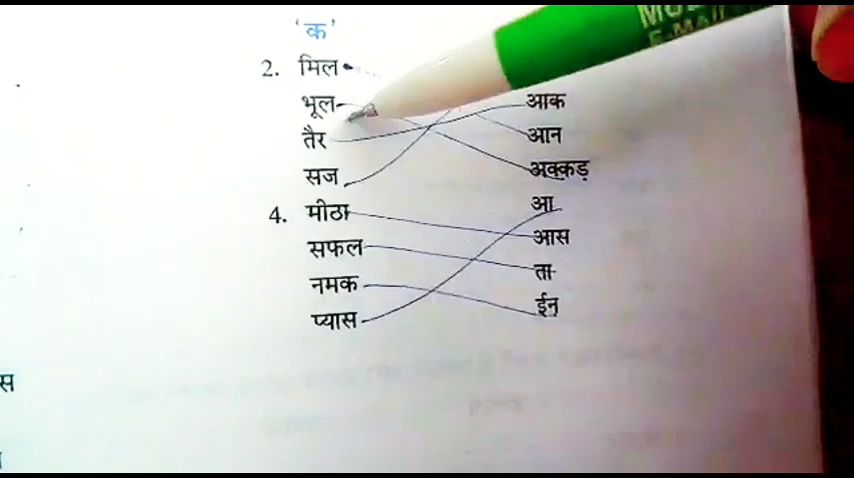 'क'
2. मिल
भूल आक
तैर आन
सज अक्कड़
आ
4. मीठा आस
सफल ता
नमक ईन
प्यास
स